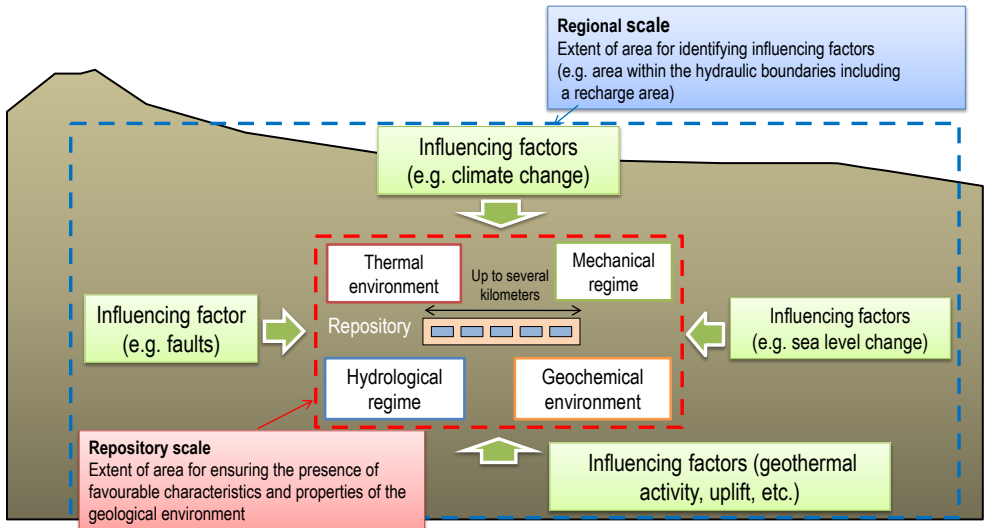 Regional scale
Extent of area for identifying influencing factors
(e.g. area within the hydraulic boundaries including
a recharge area)
Influencing factors
(e.g. climate change)
Thermal
environment
Up to several
kilometers
Mechanical
regime
Influencing factor
(e.g. faults)
Repository
Influencing factors
(e.g. sea level change)
Hydrological
regime
Geochemical
environment
Repository scale
Extent of area for ensuring the presence of
favourable characteristics and properties of the
geological environment
Influencing factors (geothermal
activity, uplift, etc.)